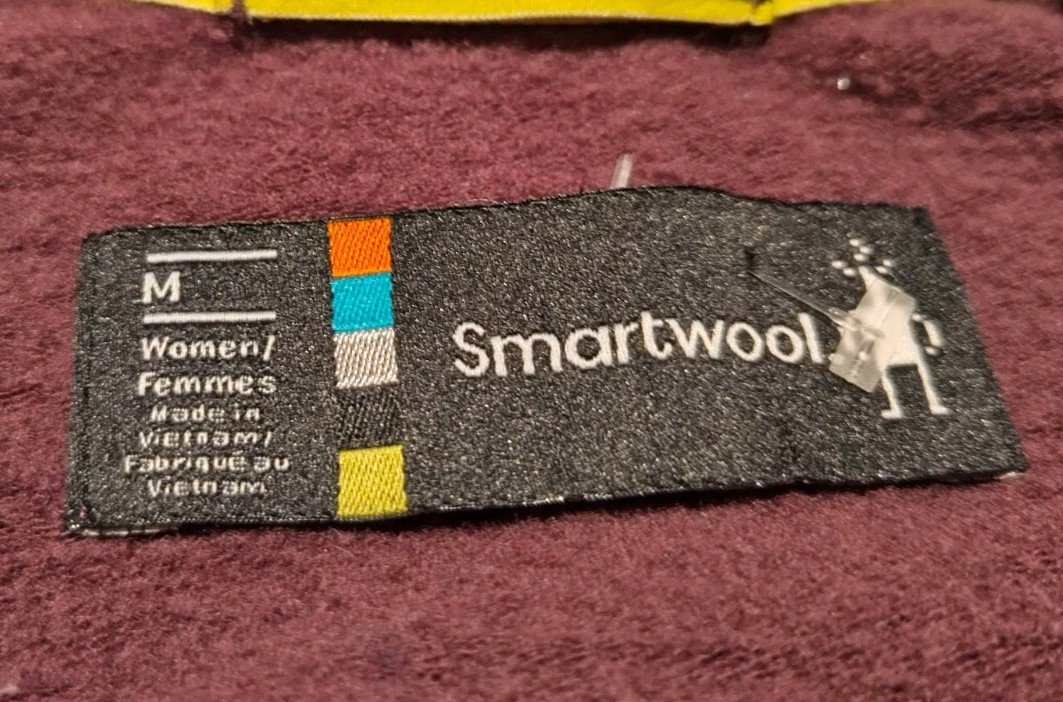 M
Women/
Femmes
Made in
Vietnam/
Fabriqué au
Vietnam
Smartwool